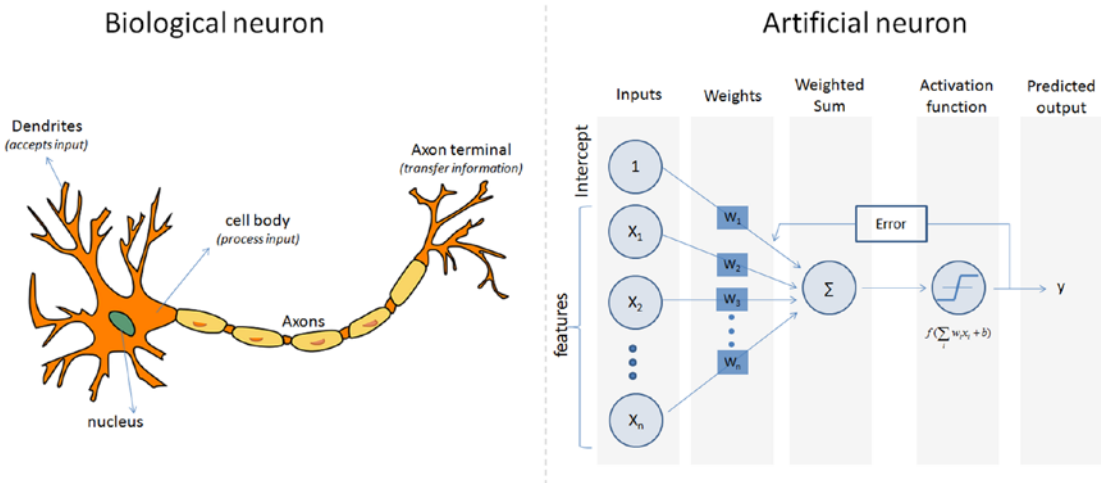 Biological neuron
Dendrites
(accepts input)
Axon terminal
(transfer information)
cell body
(process input)
Axons
nucleus
Artificial neuron
Inputs
Weights
Weighted
Sum
Activation
function
Predicted
output
Intercept
features
1
X₁
X₂
Xₙ
W₁
W₂
W₃
Wₙ
Σ
Error
y
f(∑ᵢ wᵢxᵢ + b)